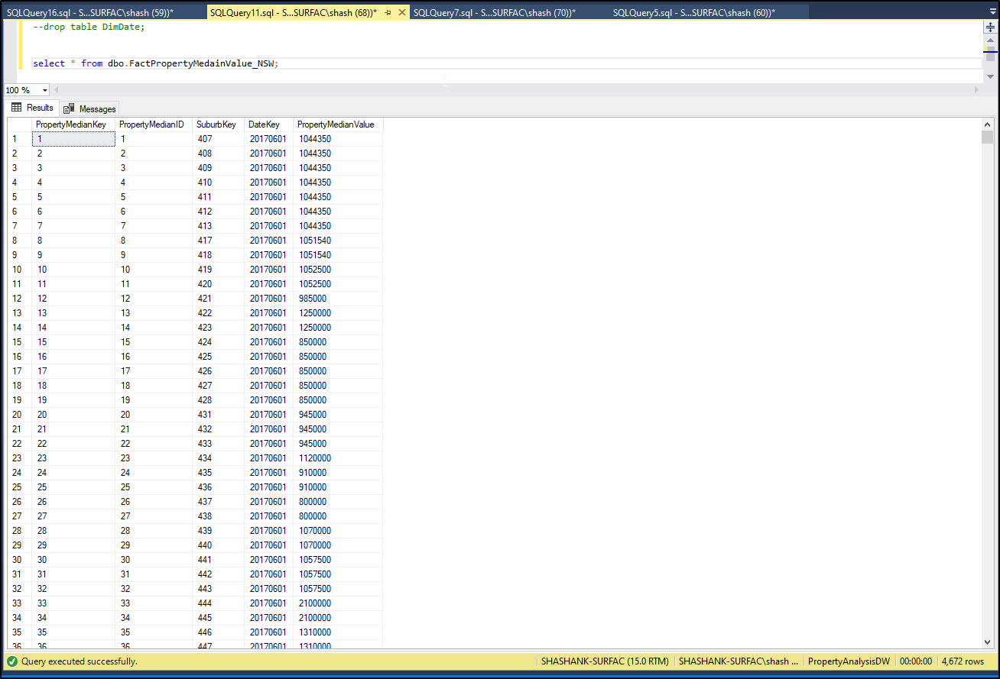 SQLQuery16.sql - S...SURFAC\shash (59))* SQLQuery11.sql - S...SURFAC\shash (68))* SQLQuery7.sql - S...SURFAC\shash (70))* SQLQuery5.sql - S...SURFAC\shash (60))*
--drop table DimDate;
select * from dbo.FactPropertyMedainValue_NSW;
100 %
Results Messages
PropertyMedianKey PropertyMedianID SuburbKey DateKey PropertyMedianValue
1 1 1 407 20170601 1044350
2 2 2 408 20170601 1044350
3 3 3 409 20170601 1044350
4 4 4 410 20170601 1044350
5 5 5 411 20170601 1044350
6 6 6 412 20170601 1044350
7 7 7 413 20170601 1044350
8 8 8 417 20170601 1051540
9 9 9 418 20170601 1051540
10 10 10 419 20170601 1052500
11 11 11 420 20170601 1052500
12 12 12 421 20170601 985000
13 13 13 422 20170601 1250000
14 14 14 423 20170601 1250000
15 15 15 424 20170601 850000
16 16 16 425 20170601 850000
17 17 17 426 20170601 850000
18 18 18 427 20170601 850000
19 19 19 428 20170601 850000
20 20 20 431 20170601 945000
21 21 21 432 20170601 945000
22 22 22 433 20170601 945000
23 23 23 434 20170601 1120000
24 24 24 435 20170601 910000
25 25 25 436 20170601 910000
26 26 26 437 20170601 800000
27 27 27 438 20170601 800000
28 28 28 439 20170601 1070000
29 29 29 440 20170601 1070000
30 30 30 441 20170601 1057500
31 31 31 442 20170601 1057500
32 32 32 443 20170601 1057500
33 33 33 444 20170601 2100000
34 34 34 445 20170601 2100000
35 35 35 446 20170601 1310000
36 36 36 447 20170601 1310000
Query executed successfully. SHASHANK-SURFAC (15.0 RTM) SHASHANK-SURFAC\shash ... PropertyAnalysisDW 00:00:00 4,672 rows